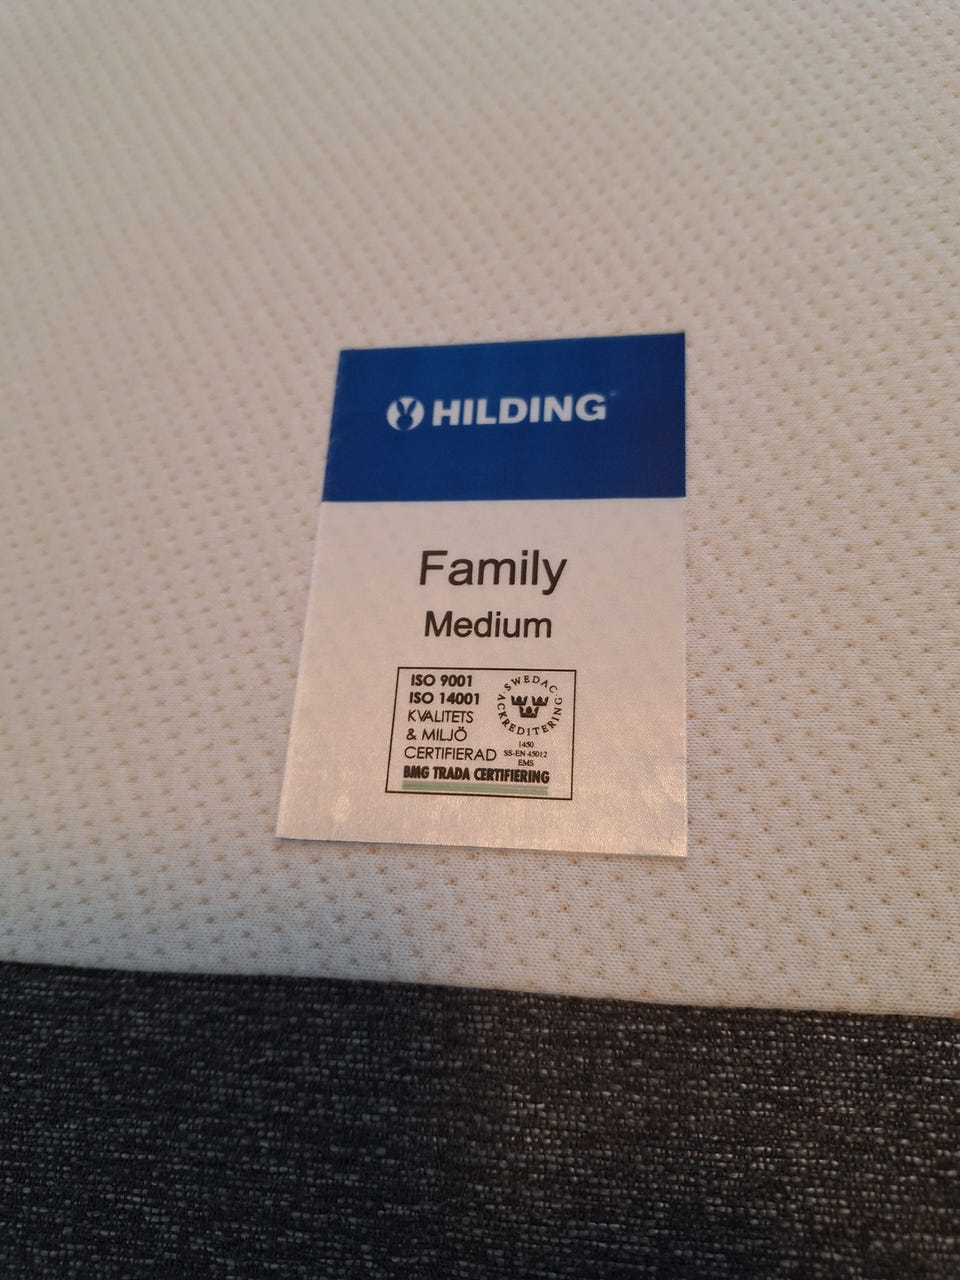 HILDING
Family
Medium
ISO 9001
ISO 14001
KVALITETS
& MILJÖ
CERTIFIERAD
SWEDAC
ACKREDITERING
1450
SS-EN 45012
EMS
BMG TRADA CERTIFIERING